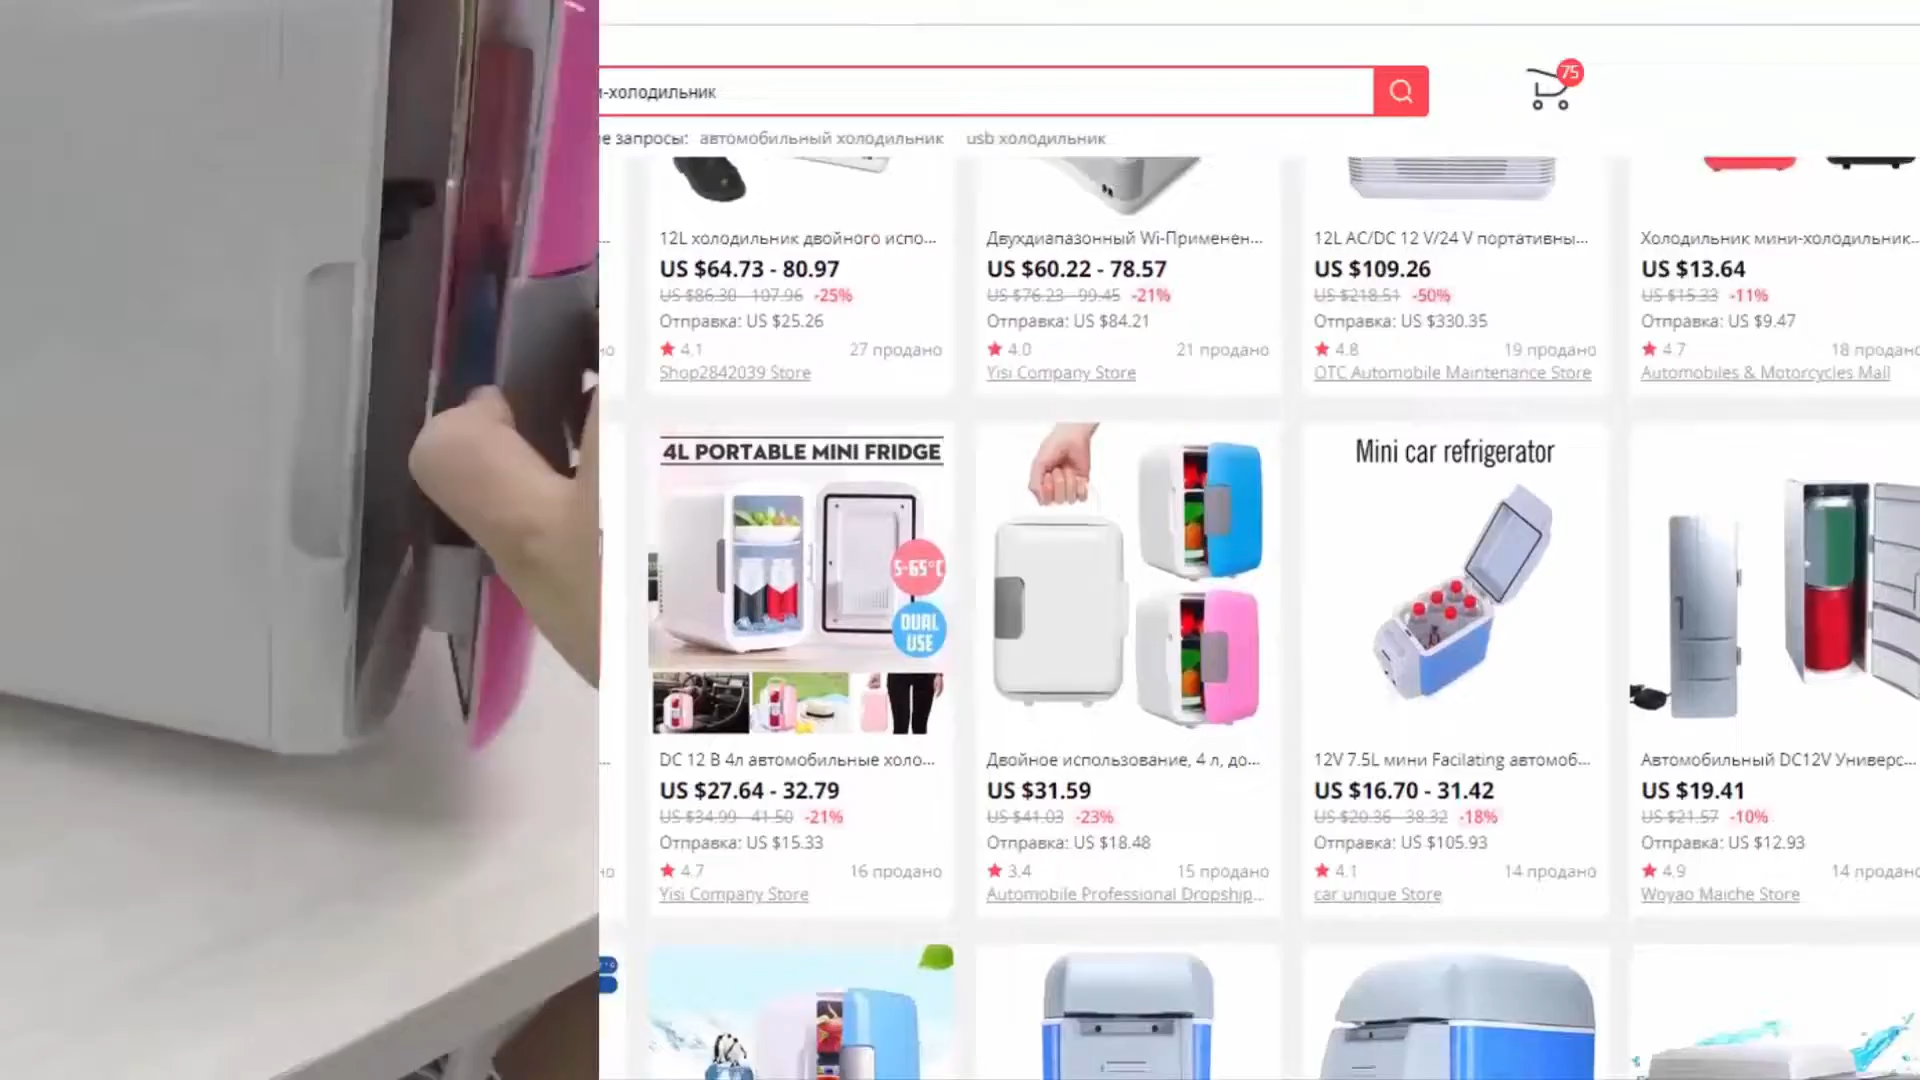 75
-холодильник
е запросы: автомобильный холодильник usb холодильник
12L холодильник двойного испо...
US $64.73 - 80.97
US $86.30 - 107.96 -25%
Отправка: US $25.26
4.1 27 продано
Shop2842039 Store
Двухдиапазонный Wi-Применен...
US $60.22 - 78.57
US $76.23 - 99.45 -21%
Отправка: US $84.21
4.0 21 продано
Yisi Company Store
12L AC/DC 12 V/24 V портативны...
US $109.26
US $218.51 -50%
Отправка: US $330.35
4.8 19 продано
OTC Automobile Maintenance Store
Холодильник мини-холодильник...
US $13.64
US $15.33 -11%
Отправка: US $9.47
4.7 18 продано
Automobiles & Motorcycles Mall
4L PORTABLE MINI FRIDGE
5-65°C
DUAL
USE
DC 12 В 4л автомобильные холо...
US $27.64 - 32.79
US $34.99 - 41.50 -21%
Отправка: US $15.33
4.7 16 продано
Yisi Company Store
Двойное использование, 4 л, до...
US $31.59
US $41.03 -23%
Отправка: US $18.48
3.4 15 продано
Automobile Professional Dropship...
Mini car refrigerator
12V 7.5L мини Facilating автомоб...
US $16.70 - 31.42
US $20.36 - 38.32 -18%
Отправка: US $105.93
4.1 14 продано
car unique Store
Автомобильный DC12V Универс...
US $19.41
US $21.57 -10%
Отправка: US $12.93
4.9 14 продано
Woyao Maiche Store